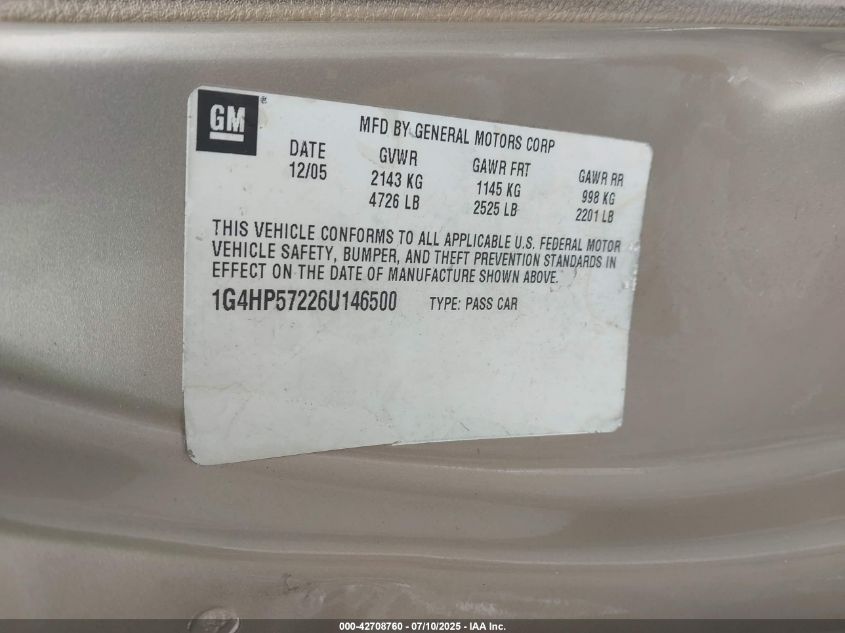 GM®
MFD BY GENERAL MOTORS CORP
DATE GVWR GAWR FRT GAWR RR
12/05 2143 KG 1145 KG 998 KG
4726 LB 2525 LB 2201 LB
THIS VEHICLE CONFORMS TO ALL APPLICABLE U.S. FEDERAL MOTOR
VEHICLE SAFETY, BUMPER, AND THEFT PREVENTION STANDARDS IN
EFFECT ON THE DATE OF MANUFACTURE SHOWN ABOVE.
1G4HP57226U146500 TYPE: PASS CAR
000-42708760 - 07/10/2025 - IAA Inc.